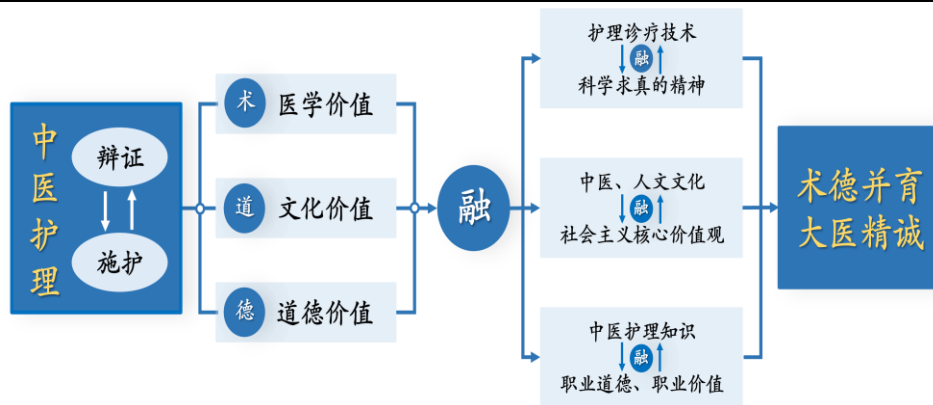 中医护理
辩证
施护
术 医学价值
道 文化价值
德 道德价值
融
护理诊疗技术
融
科学求真的精神
中医、人文文化
融
社会主义核心价值观
中医护理知识
融
职业道德、职业价值
术德并育
大医精诚